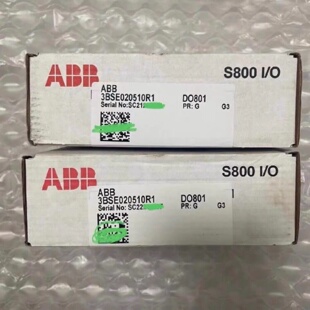 ABB
S800 I/O
ABB
3BSE020510R1
DO801
Serial No:SC21
PR: G
G3
ABB
S800 I/O
ABB
3BSE020510R1
DO801
Serial No:SC22
PR: G
G3